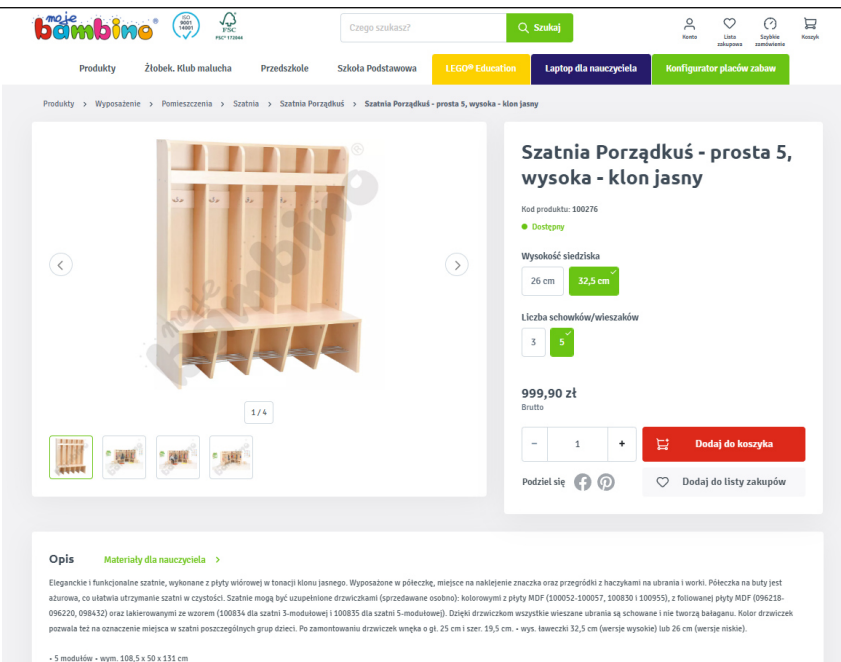 moje
bambino®
ISO
9001
14001
FSC
FSC® 172044
Czego szukasz?
Szukaj
Konto
Lista
zakupowa
Szybkie
zamówienie
Koszyk
Produkty
Żłobek. Klub malucha
Przedszkole
Szkoła Podstawowa
LEGO® Education
Laptop dla nauczyciela
Konfigurator placów zabaw
Produkty > Wyposażenie > Pomieszczenia > Szatnia > Szatnia Porządkuś > Szatnia Porządkuś - prosta 5, wysoka - klon jasny
moje
bambino®
1 / 4
Szatnia Porządkuś - prosta 5,
wysoka - klon jasny
Kod produktu: 100276
Dostępny
Wysokość siedziska
26 cm
32,5 cm
Liczba schowków/wieszaków
3
5
999,90 zł
Brutto
- 1 +
Dodaj do koszyka
Podziel się
Dodaj do listy zakupów
Opis
Materiały dla nauczyciela >
Eleganckie i funkcjonalne szatnie, wykonane z płyty wiórowej w tonacji klonu jasnego. Wyposażone w półeczkę, miejsce na naklejenie znaczka oraz przegródki z haczykami na ubrania i worki. Półeczka na buty jest
ażurowa, co ułatwia utrzymanie szatni w czystości. Szatnie mogą być uzupełnione drzwiczkami (sprzedawane osobno): kolorowymi z płyty MDF (100052-100057, 100830 i 100955), z foliowanej płyty MDF (096218-
096220, 098432) oraz lakierowanymi ze wzorem (100834 dla szatni 3-modułowej i 100835 dla szatni 5-modułowej). Dzięki drzwiczkom wszystkie wieszane ubrania są schowane i nie tworzą bałaganu. Kolor drzwiczek
pozwala też na oznaczenie miejsca w szatni poszczególnych grup dzieci. Po zamontowaniu drzwiczek wnęka o gł. 25 cm i szer. 19,5 cm. • wys. ławeczki 32,5 cm (wersje wysokie) lub 26 cm (wersje niskie).
• 5 modułów • wym. 108,5 x 50 x 131 cm